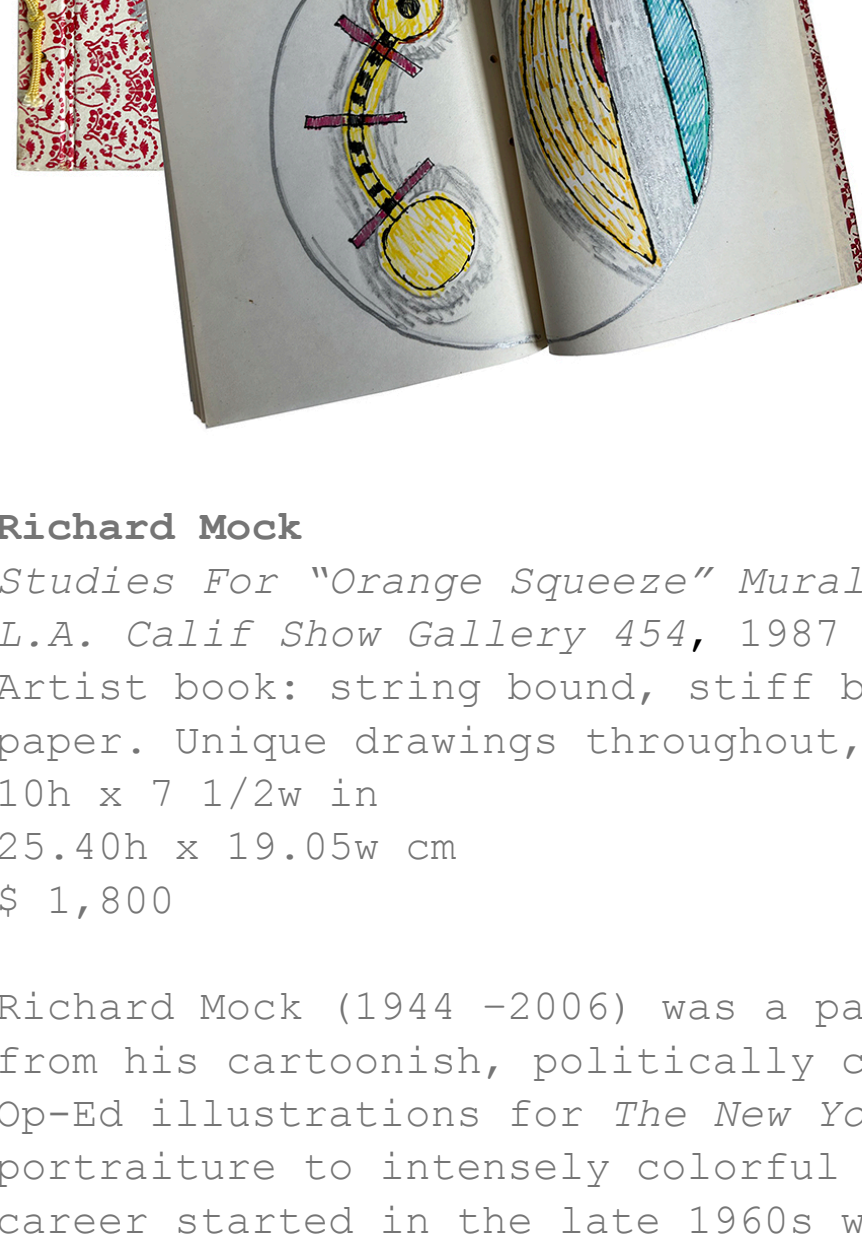 Richard Mock
Studies For “Orange Squeeze” Mural
L.A. Calif Show Gallery 454, 1987
Artist book: string bound, stiff
paper. Unique drawings throughout,
10h x 7 1/2w in
25.40h x 19.05w cm
$ 1,800
Richard Mock (1944 –2006) was a
from his cartoonish, politically
Op-Ed illustrations for The New
portraiture to intensely colorful
career started in the late 1960s